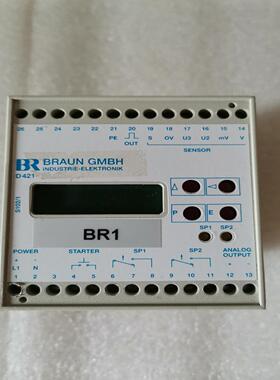 26 25 24 23 22 21 20 19 18 17 16 15 14
PE OUT S OV U3 U2 mV V
SENSOR
BR BRAUN GMBH
INDUSTRIE-ELEKTRONIK
D 421
P E
SP1 SP2
BR1
POWER STARTER SP1 SP2 ANALOG OUTPUT
+ - + -
L1 N
1 2 3 4 5 6 7 8 9 10 11 12 13